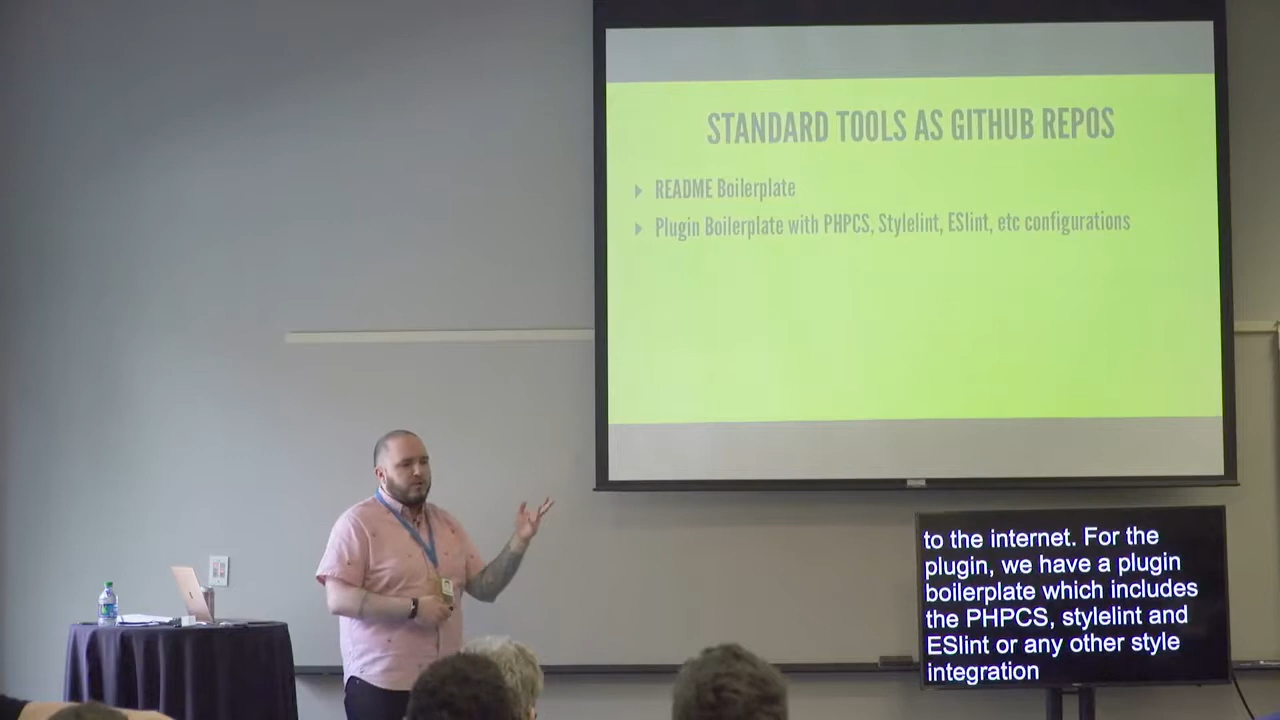 STANDARD TOOLS AS GITHUB REPOS
README Boilerplate
Plugin Boilerplate with PHPCS, Stylelint, ESlint, etc configurations
to the internet. For the
plugin, we have a plugin
boilerplate which includes
the PHPCS, stylelint and
ESlint or any other style
integration